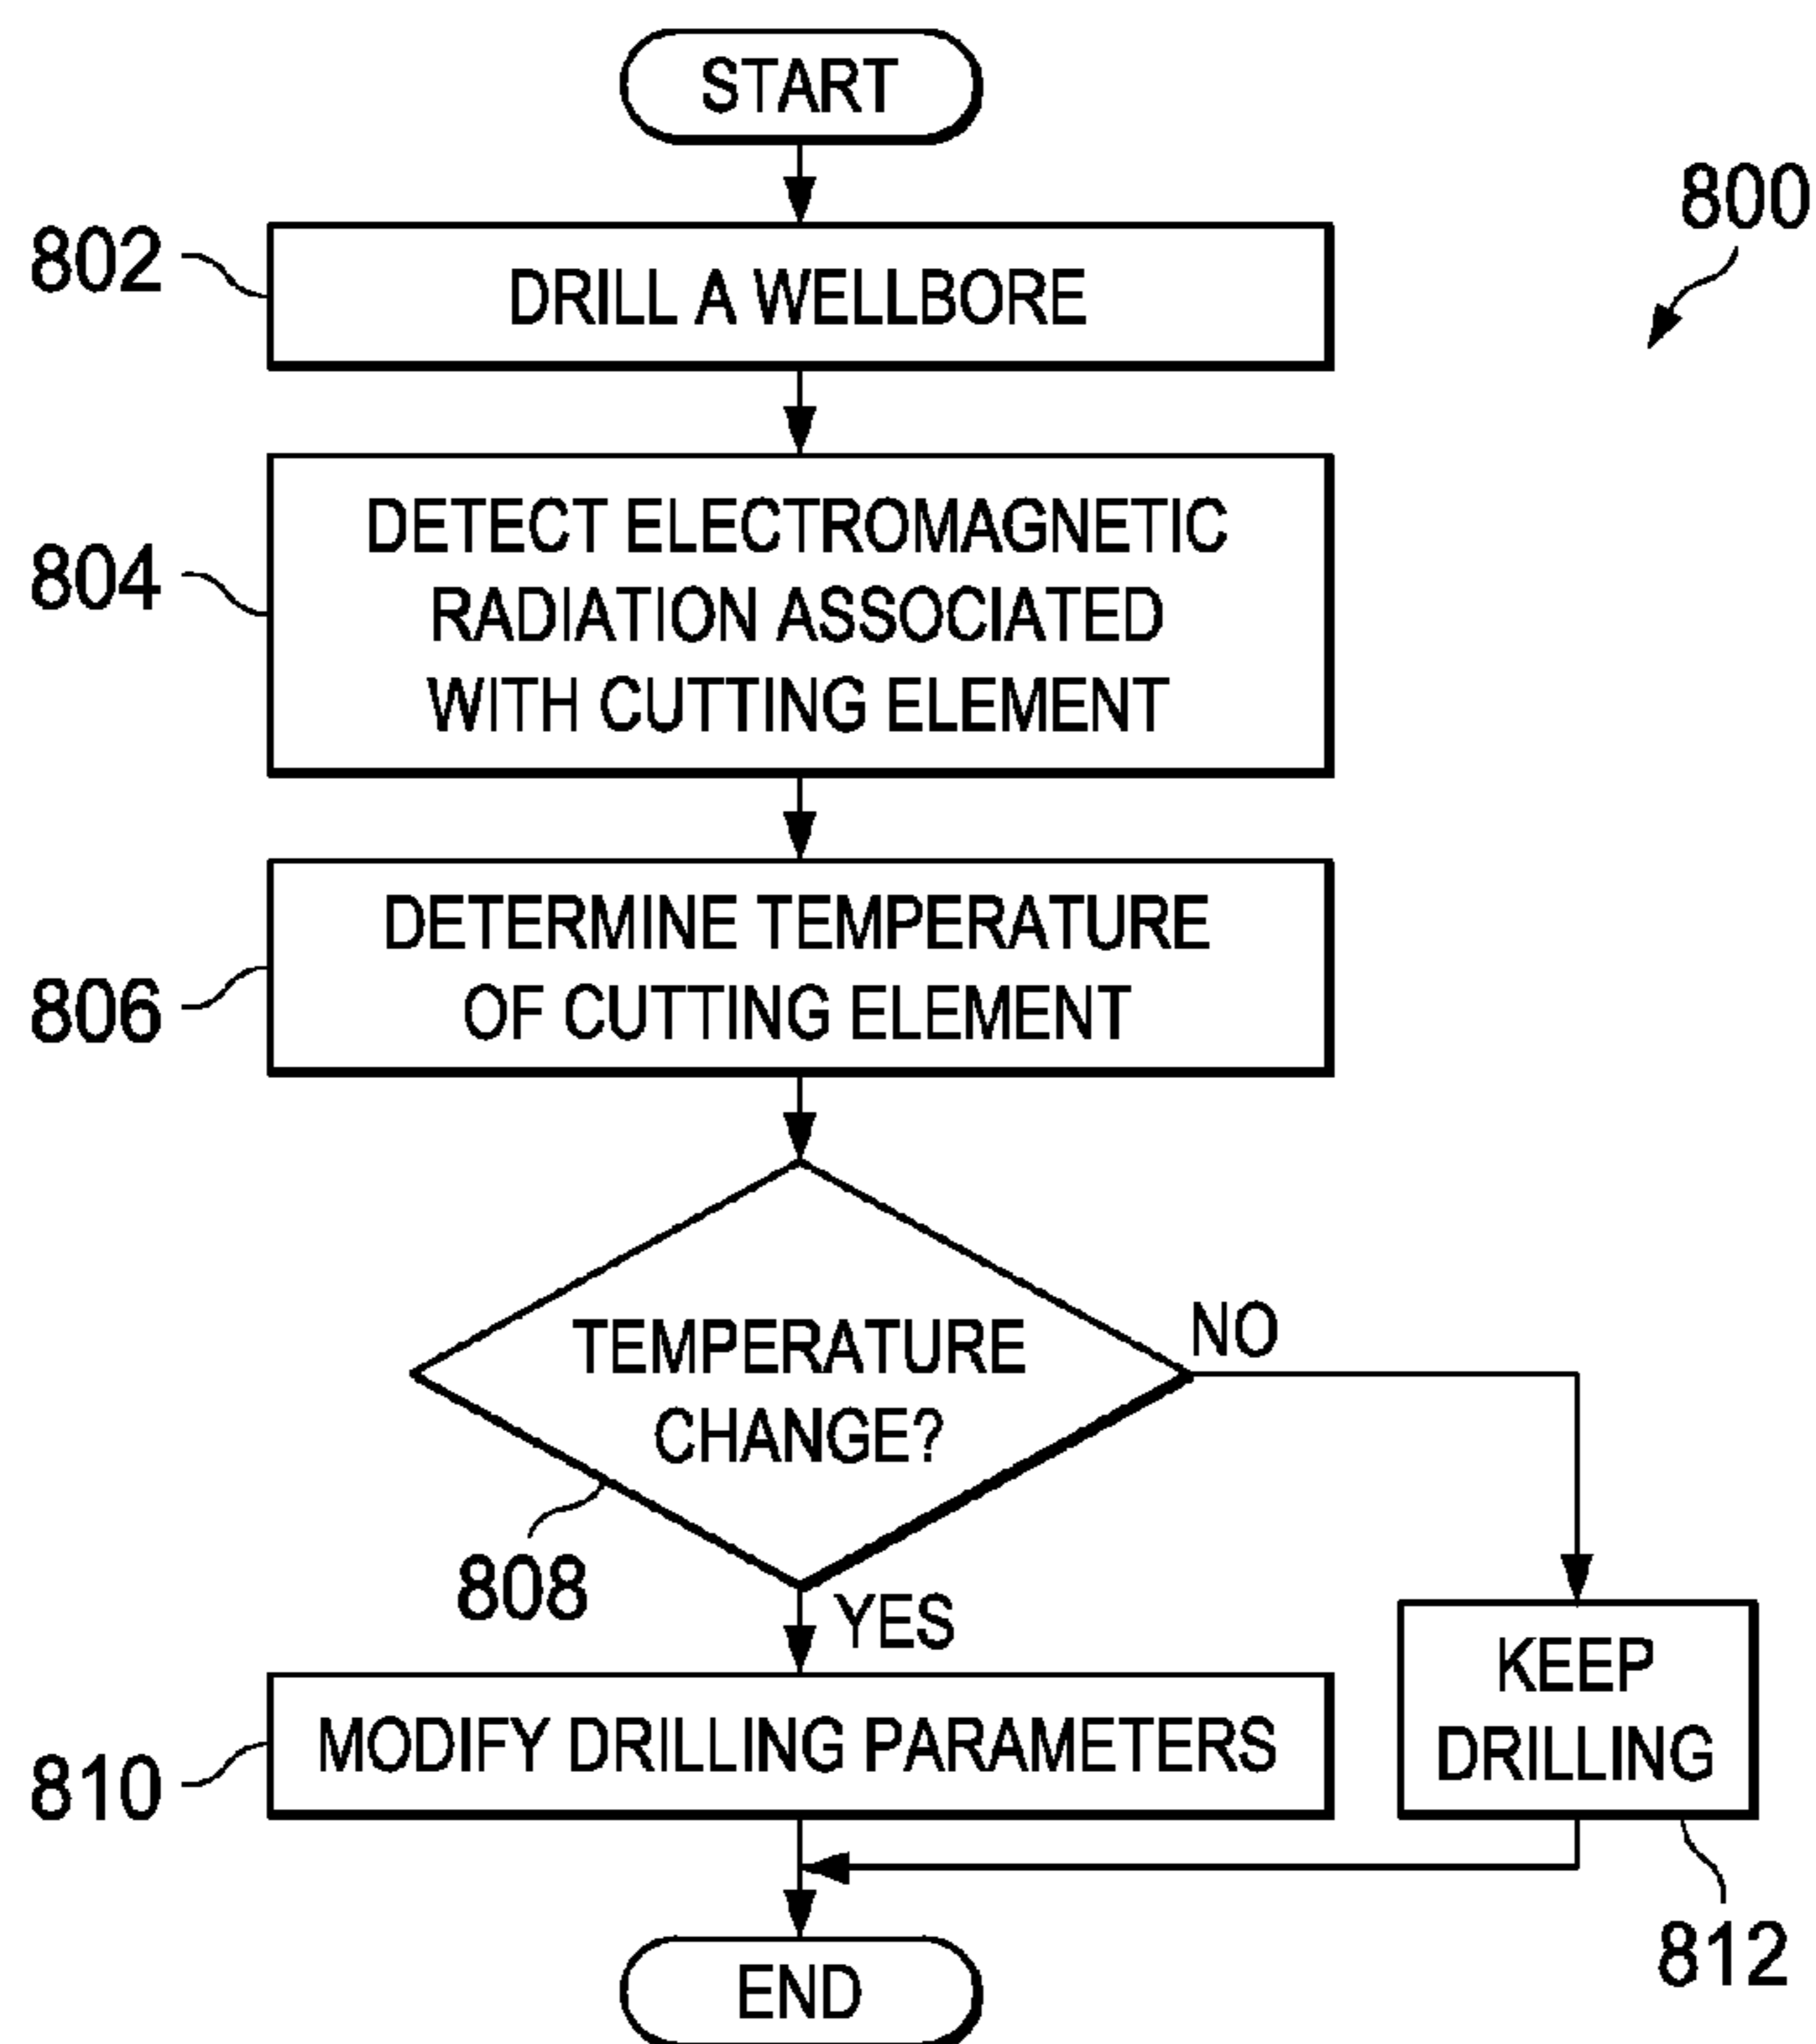 START
800
802
DRILL A WELLBORE
804
DETECT ELECTROMAGNETIC
RADIATION ASSOCIATED
WITH CUTTING ELEMENT
806
DETERMINE TEMPERATURE
OF CUTTING ELEMENT
TEMPERATURE
CHANGE?
NO
808
YES
KEEP
DRILLING
810
MODIFY DRILLING PARAMETERS
812
END